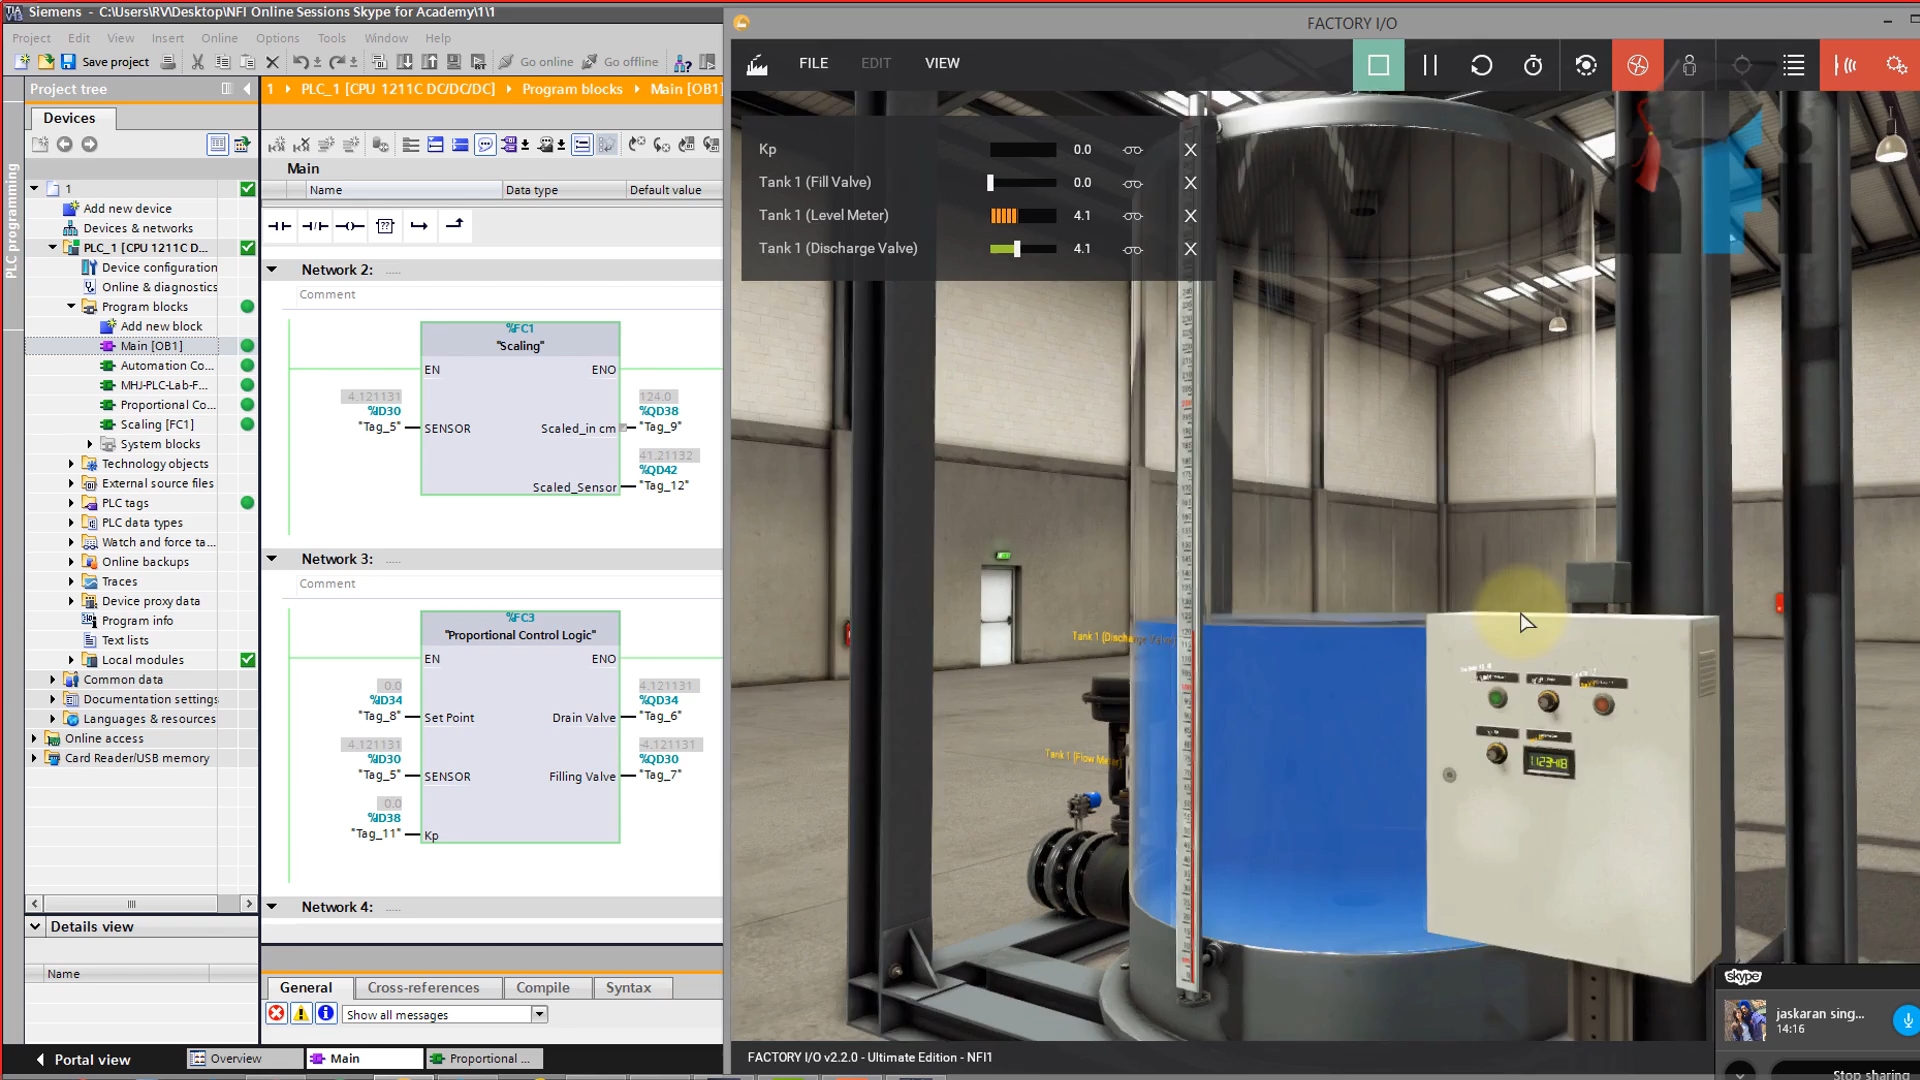 Siemens - C:\Users\RV\Desktop\NFI Online Sessions Skype for Academy\1\1
Project Edit View Insert Online Options Tools Window Help
Save project
Go online
Go offline
Project tree
Devices
PLC programming
1
Add new device
Devices & networks
PLC_1 [CPU 1211C D...
Device configuration
Online & diagnostics
Program blocks
Add new block
Main [OB1]
Automation Co...
MHJ-PLC-Lab-F...
Proportional Co...
Scaling [FC1]
System blocks
Technology objects
External source files
PLC tags
PLC data types
Watch and force ta...
Online backups
Traces
Device proxy data
Program info
Text lists
Local modules
Common data
Documentation settings
Languages & resources
Online access
Card Reader/USB memory
Details view
Name
Portal view
Overview
Main
Proportional ...
1 PLC_1 [CPU 1211C DC/DC/DC] Program blocks Main [OB1]
Main
Name Data type Default value
Network 2: .....
Comment
%FC1
"Scaling"
EN ENO
4.121131
%ID30
"Tag_5" SENSOR
Scaled_in cm
124.0
%QD38
"Tag_9"
Scaled_Sensor
41.21132
%QD42
"Tag_12"
Network 3: .....
Comment
%FC3
"Proportional Control Logic"
EN ENO
0.0
%ID34
"Tag_8" Set Point
Drain Valve
4.121131
%QD34
"Tag_6"
4.121131
%ID30
"Tag_5" SENSOR
Filling Valve
-4.121131
%QD30
"Tag_7"
0.0
%ID38
"Tag_11" Kp
Network 4: .....
General Cross-references Compile Syntax
Show all messages
FACTORY I/O
FILE EDIT VIEW
Kp 0.0 X
Tank 1 (Fill Valve) 0.0 X
Tank 1 (Level Meter) 4.1 X
Tank 1 (Discharge Valve) 4.1 X
Tank 1 (Discharge Valve)
Tank 1 (Flow Meter)
FACTORY I/O v2.2.0 - Ultimate Edition - NFI1
skype
jaskaran sing...
14:16
Stop sharing